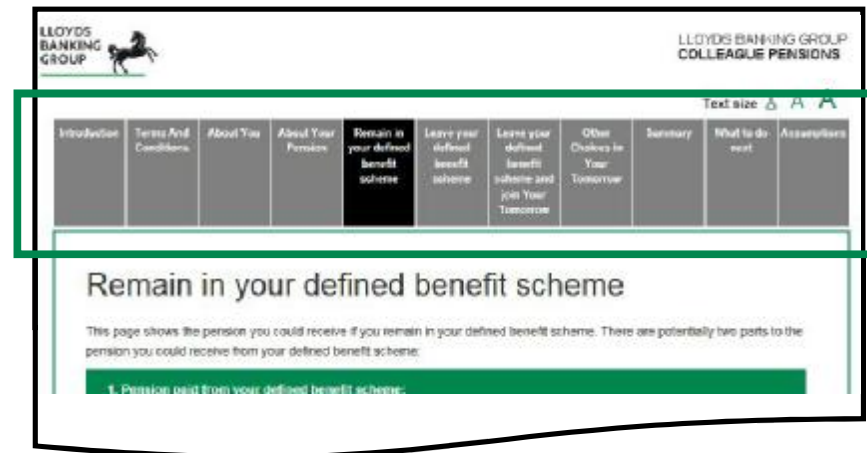 LLOYDS
BANKING
GROUP
LLOYDS BANKING GROUP
COLLEAGUE PENSIONS
Text size A A A
Introduction
Terms And
Conditions
About You
About Your
Pension
Remain in
your defined
benefit
scheme
Leave your
defined
benefit
scheme
Leave your
defined
benefit
scheme and
join Your
Tomorrow
Other
Choices in
Your
Tomorrow
Summary
What to do
next
Assumptions
Remain in your defined benefit scheme
This page shows the pension you could receive if you remain in your defined benefit scheme. There are potentially two parts to the
pension you could receive from your defined benefit scheme:
1. Pension paid from your defined benefit scheme: